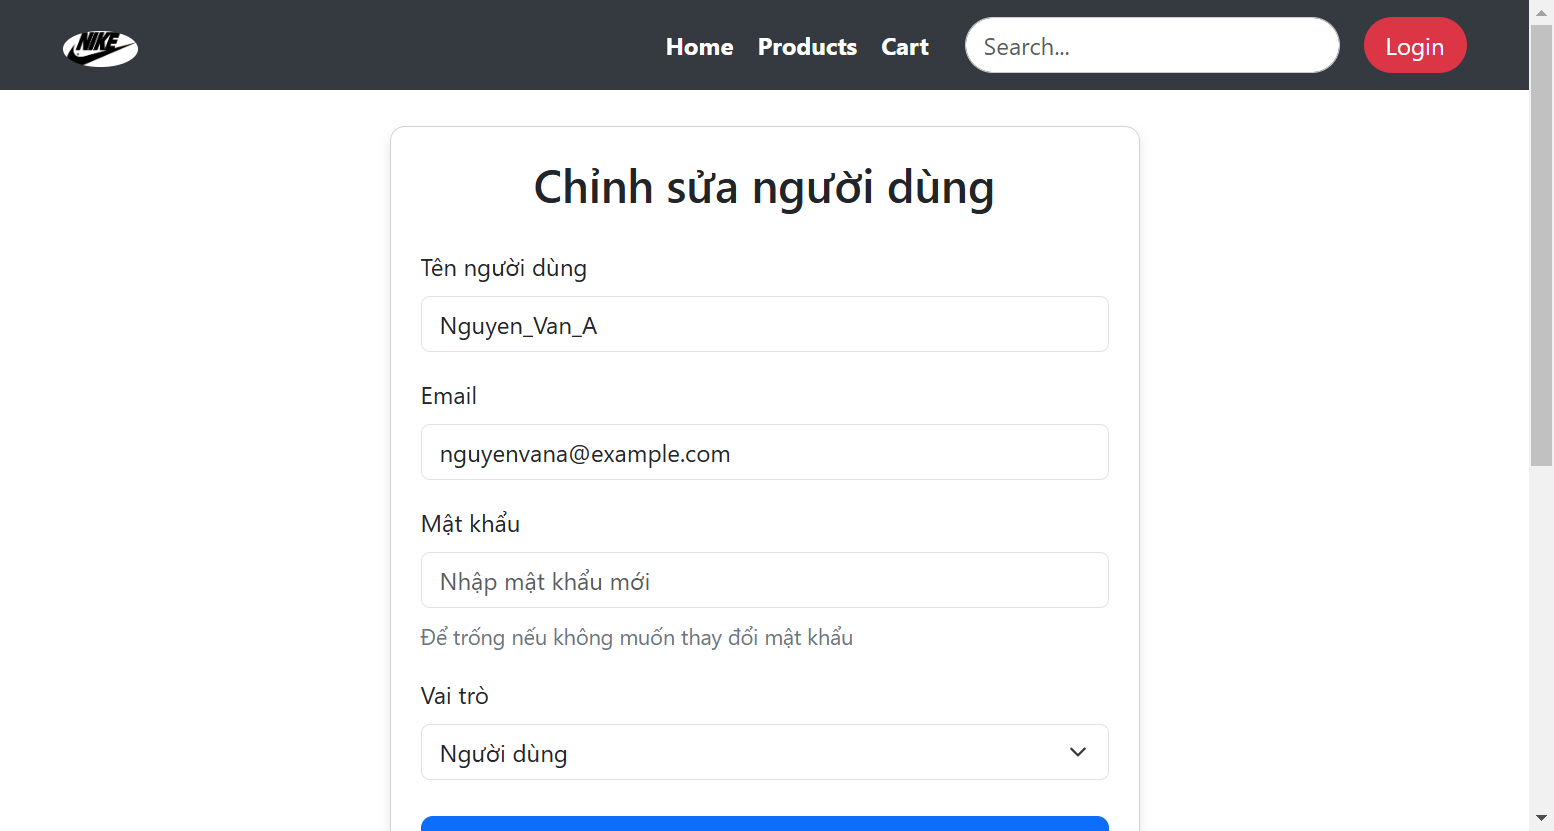 NIKE
Home Products Cart Search... Login
Chỉnh sửa người dùng
Tên người dùng
Nguyen_Van_A
Email
nguyenvana@example.com
Mật khẩu
Nhập mật khẩu mới
Để trống nếu không muốn thay đổi mật khẩu
Vai trò
Người dùng